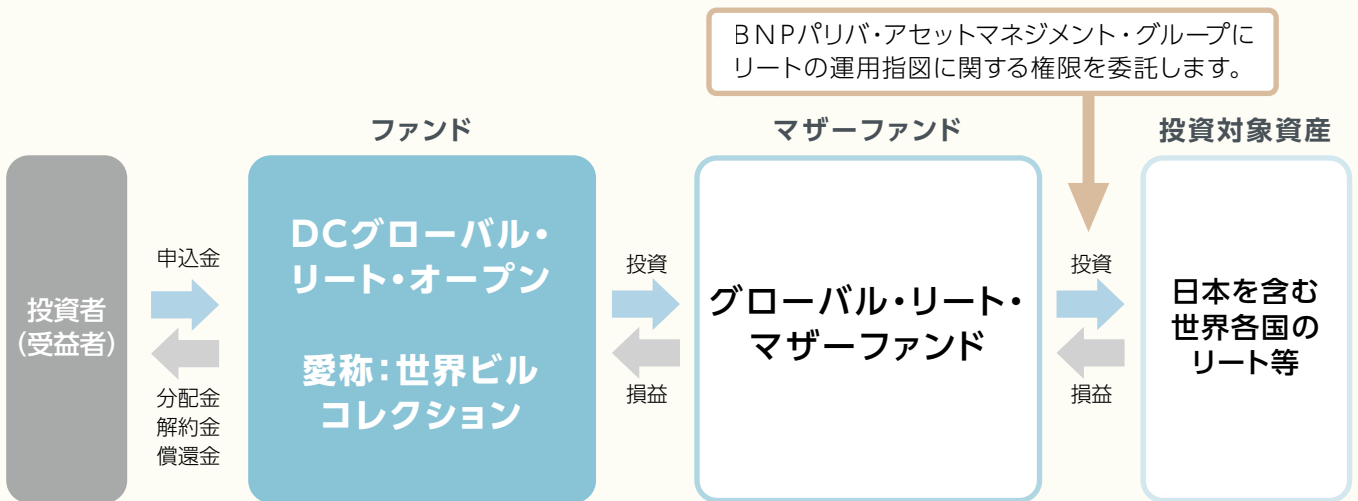 BNPパリバ・アセットマネジメント・グループに
リートの運用指図に関する権限を委託します。
ファンド
マザーファンド
投資対象資産
投資者
(受益者)
申込金
分配金
解約金
償還金
DCグローバル・
リート・オープン
愛称:世界ビル
コレクション
投資
損益
グローバル・リート・
マザーファンド
投資
損益
日本を含む
世界各国の
リート等